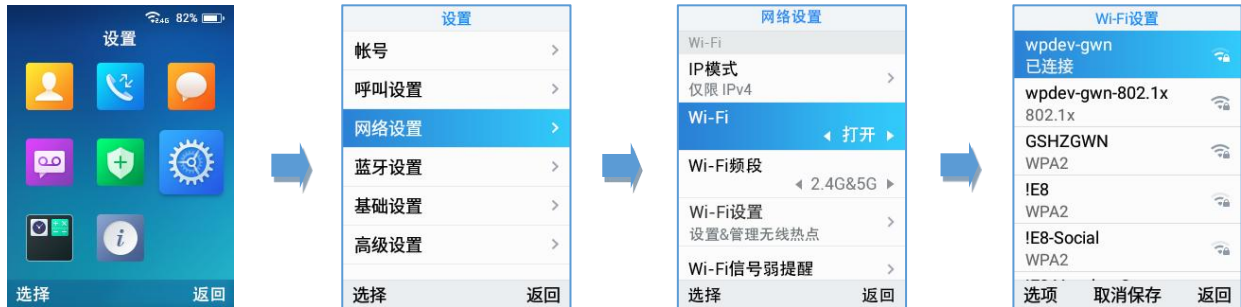 2.4G 82%
设置
选择 返回
设置
帐号
呼叫设置
网络设置
蓝牙设置
基础设置
高级设置
选择 返回
网络设置
Wi-Fi
IP模式
仅限 IPv4
Wi-Fi
打开
Wi-Fi频段
2.4G&5G
Wi-Fi设置
设置&管理无线热点
Wi-Fi信号弱提醒
选择 返回
Wi-Fi设置
wpdev-gwn
已连接
wpdev-gwn-802.1x
802.1x
GSHZGWN
WPA2
!E8
WPA2
!E8-Social
WPA2
选项 取消保存 返回